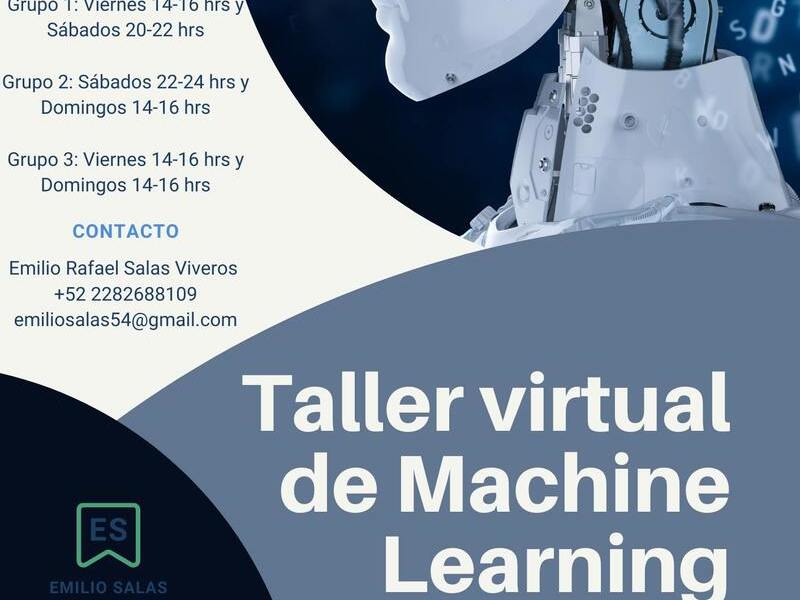 Grupo 1: Viernes 14-16 hrs y
Sábados 20-22 hrs
Grupo 2: Sábados 22-24 hrs y
Domingos 14-16 hrs
Grupo 3: Viernes 14-16 hrs y
Domingos 14-16 hrs
CONTACTO
Emilio Rafael Salas Viveros
+52 2282688109
emiliosalas54@gmail.com
Taller virtual
de Machine
Learning
ES
EMILIO SALAS